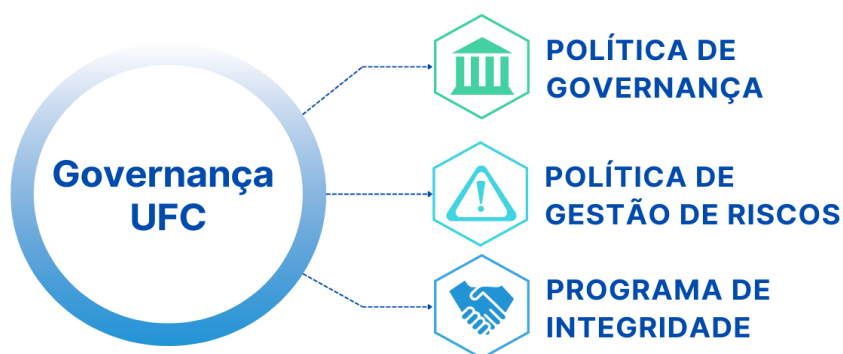 Governança
UFC
POLÍTICA DE
GOVERNANÇA
POLÍTICA DE
GESTÃO DE RISCOS
PROGRAMA DE
INTEGRIDADE